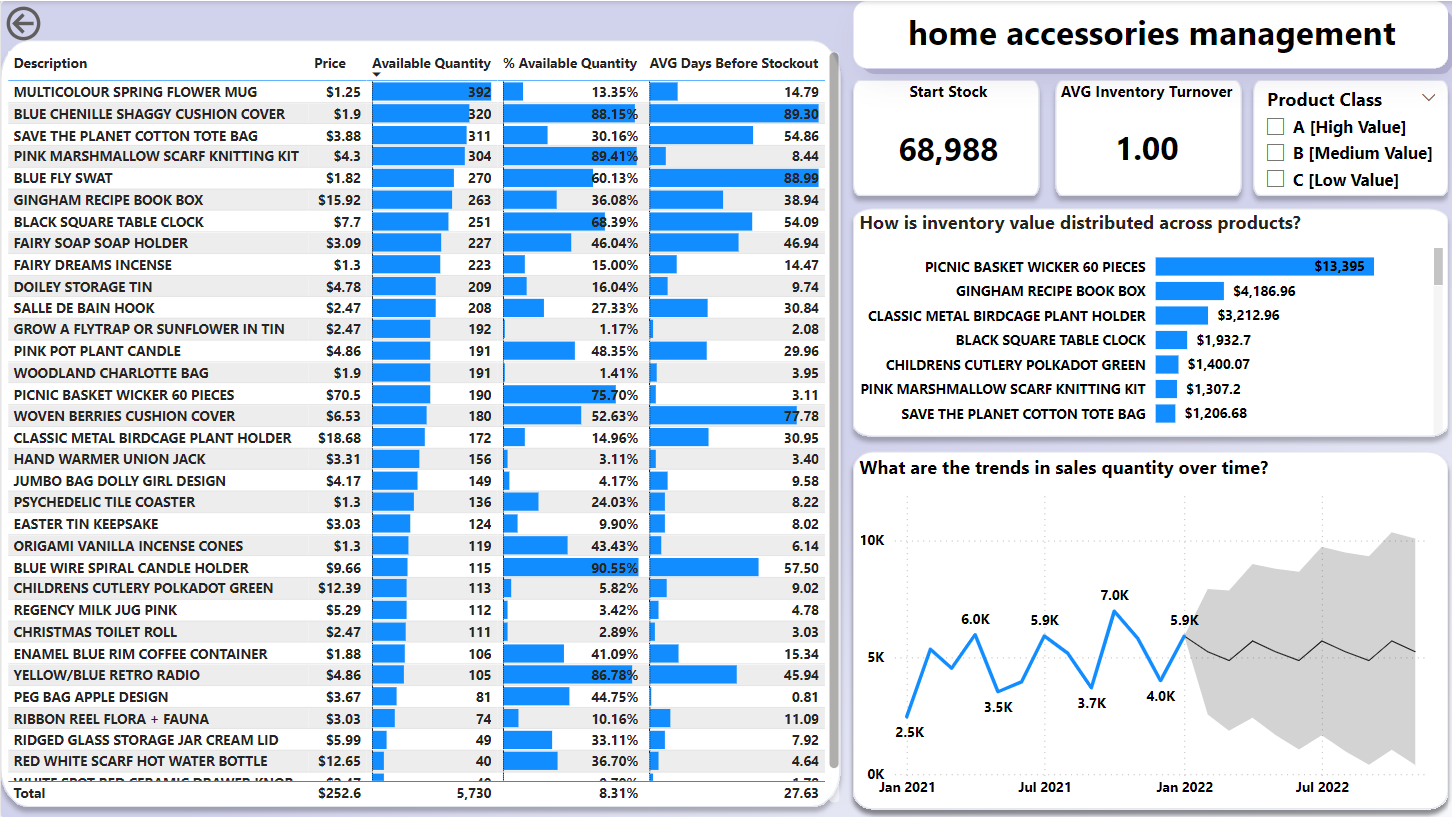 home accessories management
Description Price Available Quantity % Available Quantity AVG Days Before Stockout
MULTICOLOUR SPRING FLOWER MUG $1.25 392 13.35% 14.79
BLUE CHENILLE SHAGGY CUSHION COVER $1.9 320 88.15% 89.30
SAVE THE PLANET COTTON TOTE BAG $3.88 311 30.16% 54.86
PINK MARSHMALLOW SCARF KNITTING KIT $4.3 304 89.41% 8.44
BLUE FLY SWAT $1.82 270 60.13% 88.99
GINGHAM RECIPE BOOK BOX $15.92 263 36.08% 38.94
BLACK SQUARE TABLE CLOCK $7.7 251 68.39% 54.09
FAIRY SOAP SOAP HOLDER $3.09 227 46.04% 46.94
FAIRY DREAMS INCENSE $1.3 223 15.00% 14.47
DOILEY STORAGE TIN $4.78 209 16.04% 9.74
SALLE DE BAIN HOOK $2.47 208 27.33% 30.84
GROW A FLYTRAP OR SUNFLOWER IN TIN $2.47 192 1.17% 2.08
PINK POT PLANT CANDLE $4.86 191 48.35% 29.96
WOODLAND CHARLOTTE BAG $1.9 191 1.41% 3.95
PICNIC BASKET WICKER 60 PIECES $70.5 190 75.70% 3.11
WOVEN BERRIES CUSHION COVER $6.53 180 52.63% 77.78
CLASSIC METAL BIRDCAGE PLANT HOLDER $18.68 172 14.96% 30.95
HAND WARMER UNION JACK $3.31 156 3.11% 3.40
JUMBO BAG DOLLY GIRL DESIGN $4.17 149 4.17% 9.58
PSYCHEDELIC TILE COASTER $1.3 136 24.03% 8.22
EASTER TIN KEEPSAKE $3.03 124 9.90% 8.02
ORIGAMI VANILLA INCENSE CONES $1.3 119 43.43% 6.14
BLUE WIRE SPIRAL CANDLE HOLDER $9.66 115 90.55% 57.50
CHILDRENS CUTLERY POLKADOT GREEN $12.39 113 5.82% 9.02
REGENCY MILK JUG PINK $5.29 112 3.42% 4.78
CHRISTMAS TOILET ROLL $2.47 111 2.89% 3.03
ENAMEL BLUE RIM COFFEE CONTAINER $1.88 106 41.09% 15.34
YELLOW/BLUE RETRO RADIO $4.86 105 86.78% 45.94
PEG BAG APPLE DESIGN $3.67 81 44.75% 0.81
RIBBON REEL FLORA + FAUNA $3.03 74 10.16% 11.09
RIDGED GLASS STORAGE JAR CREAM LID $5.99 49 33.11% 7.92
RED WHITE SCARF HOT WATER BOTTLE $12.65 40 36.70% 4.64
Total $252.6 5,730 8.31% 27.63
Start Stock
68,988
AVG Inventory Turnover
1.00
Product Class
A [High Value]
B [Medium Value]
C [Low Value]
How is inventory value distributed across products?
PICNIC BASKET WICKER 60 PIECES $13,395
GINGHAM RECIPE BOOK BOX $4,186.96
CLASSIC METAL BIRDCAGE PLANT HOLDER $3,212.96
BLACK SQUARE TABLE CLOCK $1,932.7
CHILDRENS CUTLERY POLKADOT GREEN $1,400.07
PINK MARSHMALLOW SCARF KNITTING KIT $1,307.2
SAVE THE PLANET COTTON TOTE BAG $1,206.68
What are the trends in sales quantity over time?
10K
5K
0K
2.5K
6.0K
3.5K
5.9K
3.7K
7.0K
4.0K
5.9K
Jan 2021 Jul 2021 Jan 2022 Jul 2022